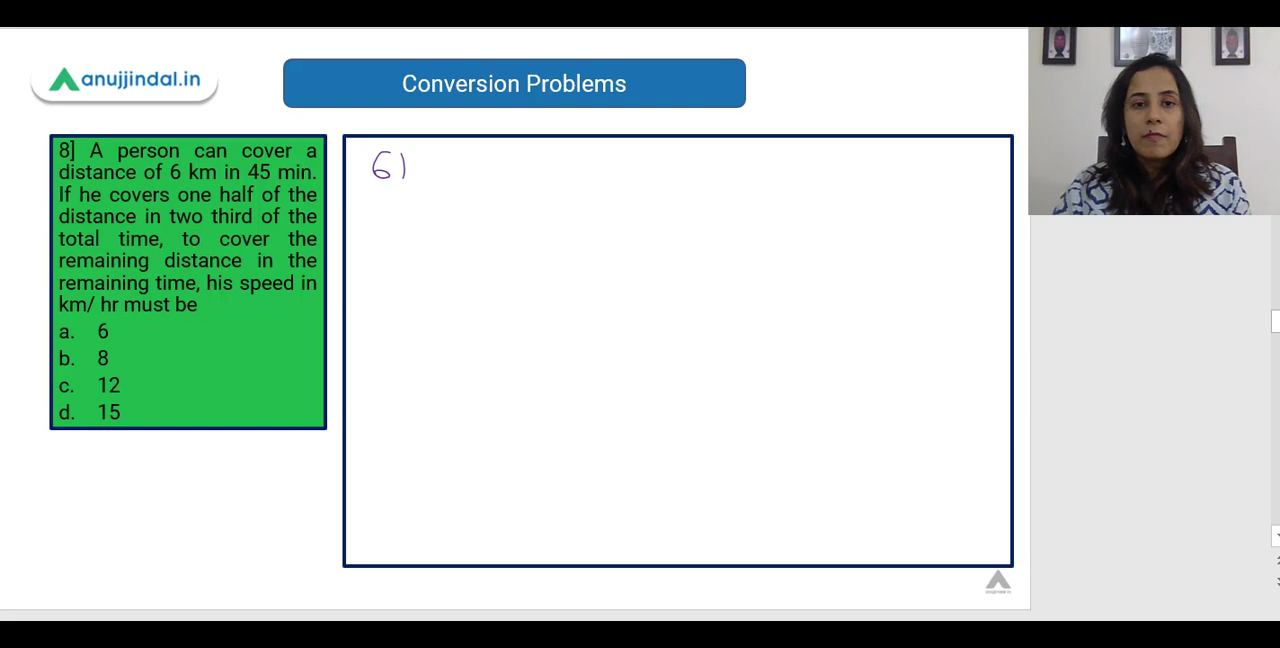 anujjindal.in
Conversion Problems
8] A person can cover a
distance of 6 km in 45 min.
If he covers one half of the
distance in two third of the
total time, to cover the
remaining distance in the
remaining time, his speed in
km/ hr must be
a. 6
b. 8
c. 12
d. 15
6)